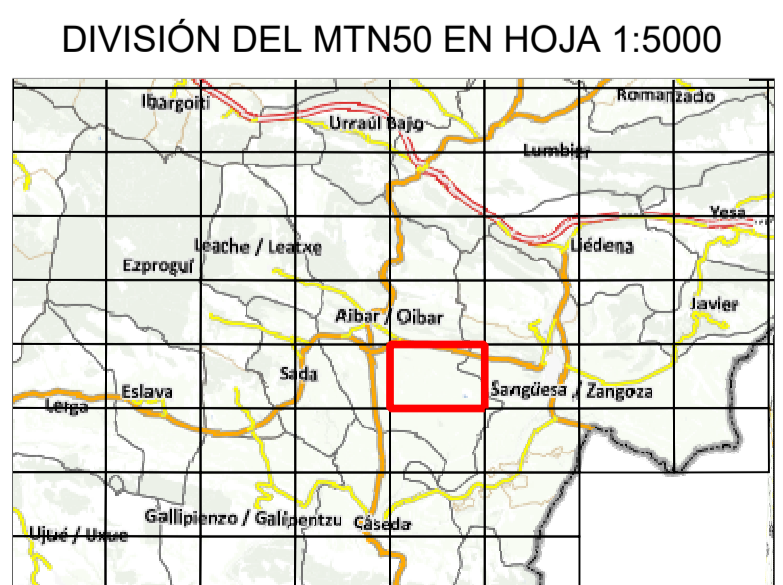 DIVISIÓN DEL MTN50 EN HOJA 1:5000
Romanzado
Ibargoiti
Urraúl Bajo
Lumbier
Yesa
Leache / Leatxe
Liédena
Ezprogui
Javier
Aibar / Oibar
Sada
Eslava
Sangüesa / Zangoza
Lerga
Gallipienzo / Galipentzu
Cáseda
Ujué / Uxue